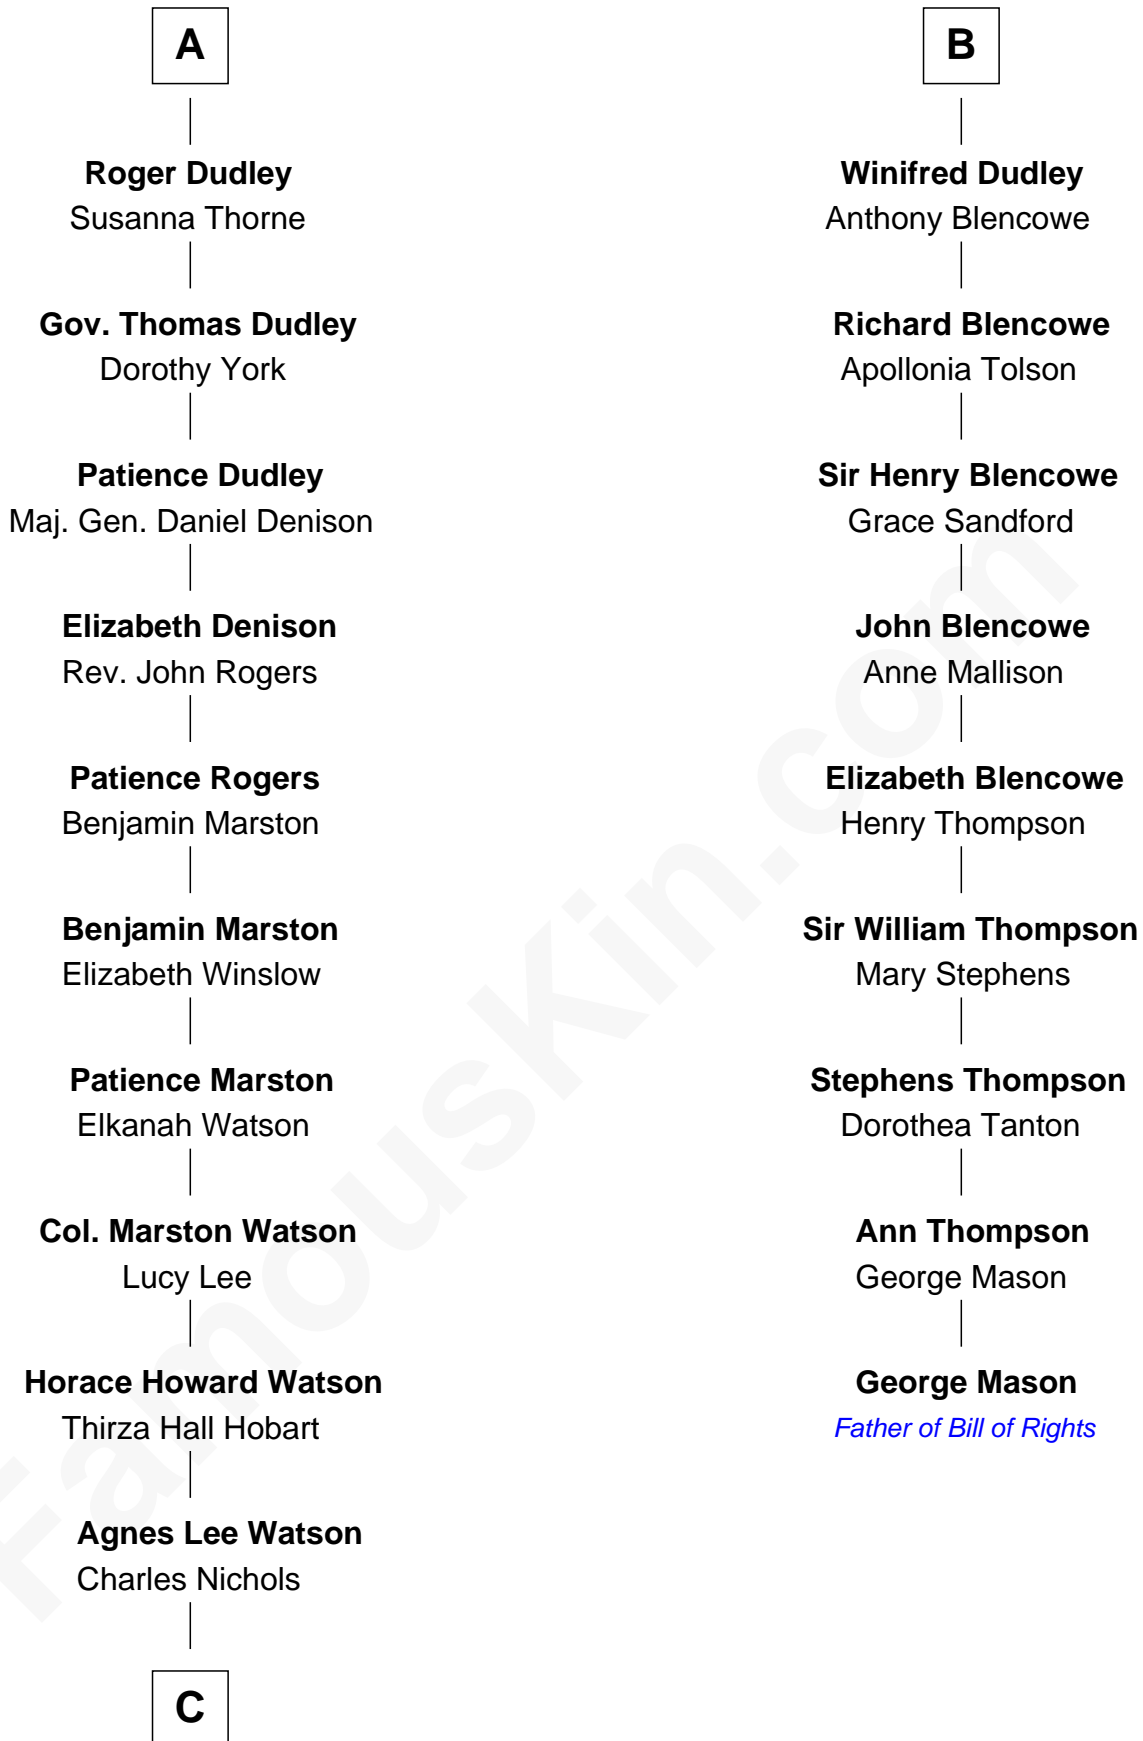 A
Roger Dudley
Susanna Thorne
Gov. Thomas Dudley
Dorothy York
Patience Dudley
Maj. Gen. Daniel Denison
Elizabeth Denison
Rev. John Rogers
Patience Rogers
Benjamin Marston
Benjamin Marston
Elizabeth Winslow
Patience Marston
Elkanah Watson
Col. Marston Watson
Lucy Lee
Horace Howard Watson
Thirza Hall Hobart
Agnes Lee Watson
Charles Nichols
C
B
Winifred Dudley
Anthony Blencowe
Richard Blencowe
Apollonia Tolson
Sir Henry Blencowe
Grace Sandford
John Blencowe
Anne Mallison
Elizabeth Blencowe
Henry Thompson
Sir William Thompson
Mary Stephens
Stephens Thompson
Dorothea Tanton
Ann Thompson
George Mason
George Mason
Father of Bill of Rights
FamousKin.com